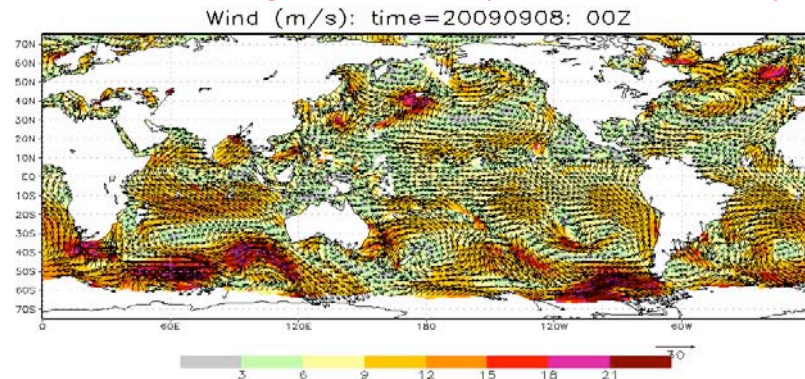 Wind (m/s): time=20090908: 00Z
70N
60N
50N
40N
30N
20N
10N
EQ
10S
20S
30S
40S
50S
60S
70S
0 60E 120E 180 120W 60W
30
3 6 9 12 15 18 21